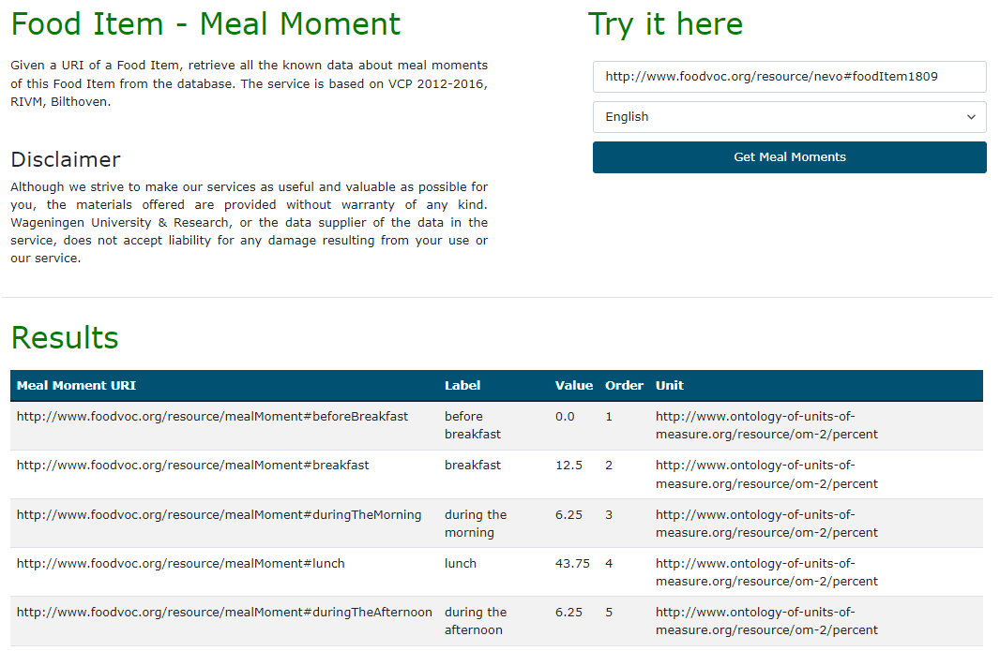 Food Item - Meal Moment
Given a URI of a Food Item, retrieve all the known data about meal moments
of this Food Item from the database. The service is based on VCP 2012-2016,
RIVM, Bilthoven.
Disclaimer
Although we strive to make our services as useful and valuable as possible for
you, the materials offered are provided without warranty of any kind.
Wageningen University & Research, or the data supplier of the data in the
service, does not accept liability for any damage resulting from your use or
our service.
Try it here
http://www.foodvoc.org/resource/nevo#foodItem1809
English
Get Meal Moments
Results
Meal Moment URI Label Value Order Unit
http://www.foodvoc.org/resource/mealMoment#beforeBreakfast before 0.0 1 http://www.ontology-of-units-of-
breakfast measure.org/resource/om-2/percent
http://www.foodvoc.org/resource/mealMoment#breakfast breakfast 12.5 2 http://www.ontology-of-units-of-
measure.org/resource/om-2/percent
http://www.foodvoc.org/resource/mealMoment#duringTheMorning during the 6.25 3 http://www.ontology-of-units-of-
morning measure.org/resource/om-2/percent
http://www.foodvoc.org/resource/mealMoment#lunch lunch 43.75 4 http://www.ontology-of-units-of-
measure.org/resource/om-2/percent
http://www.foodvoc.org/resource/mealMoment#duringTheAfternoon during the 6.25 5 http://www.ontology-of-units-of-
afternoon measure.org/resource/om-2/percent